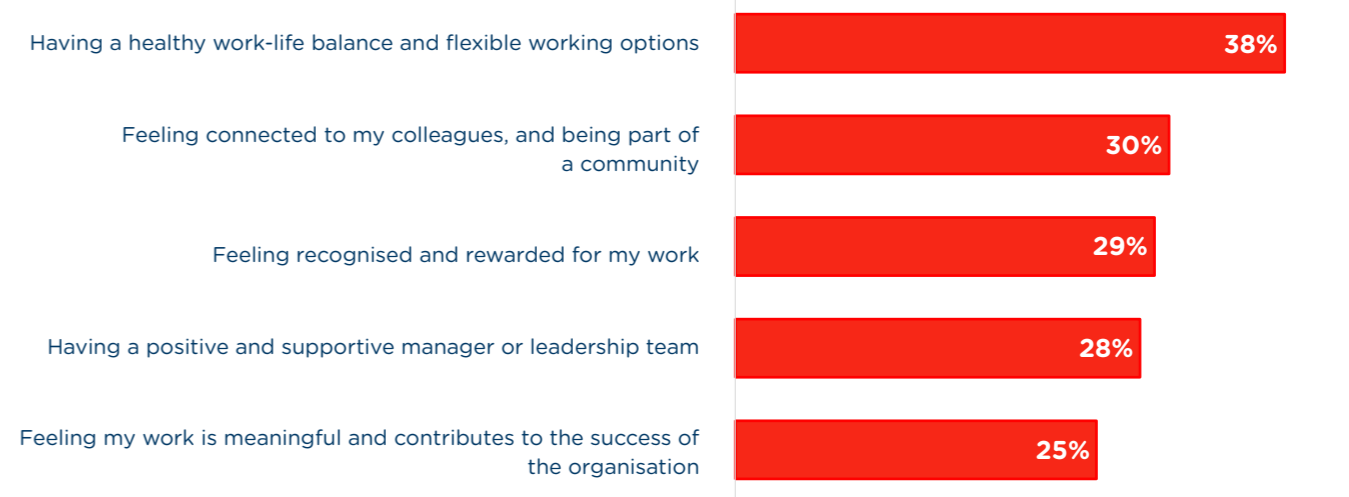 Having a healthy work-life balance and flexible working options
38%
Feeling connected to my colleagues, and being part of
a community
30%
Feeling recognised and rewarded for my work
29%
Having a positive and supportive manager or leadership team
28%
Feeling my work is meaningful and contributes to the success of
the organisation
25%